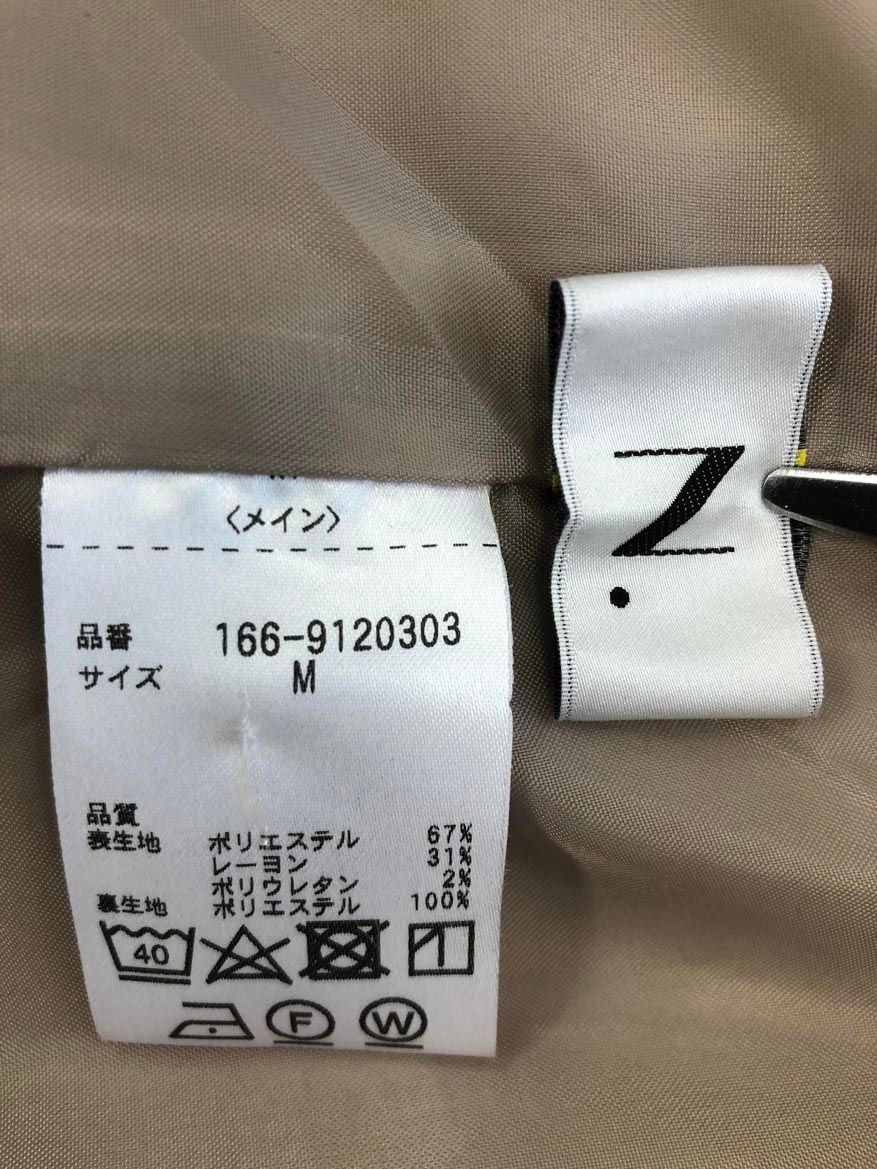 〈メイン〉
品番 166-9120303
サイズ M
品質
表生地 ポリエステル 67%
レーヨン 31%
ポリウレタン 2%
裏生地 ポリエステル 100%
40
F W
N.